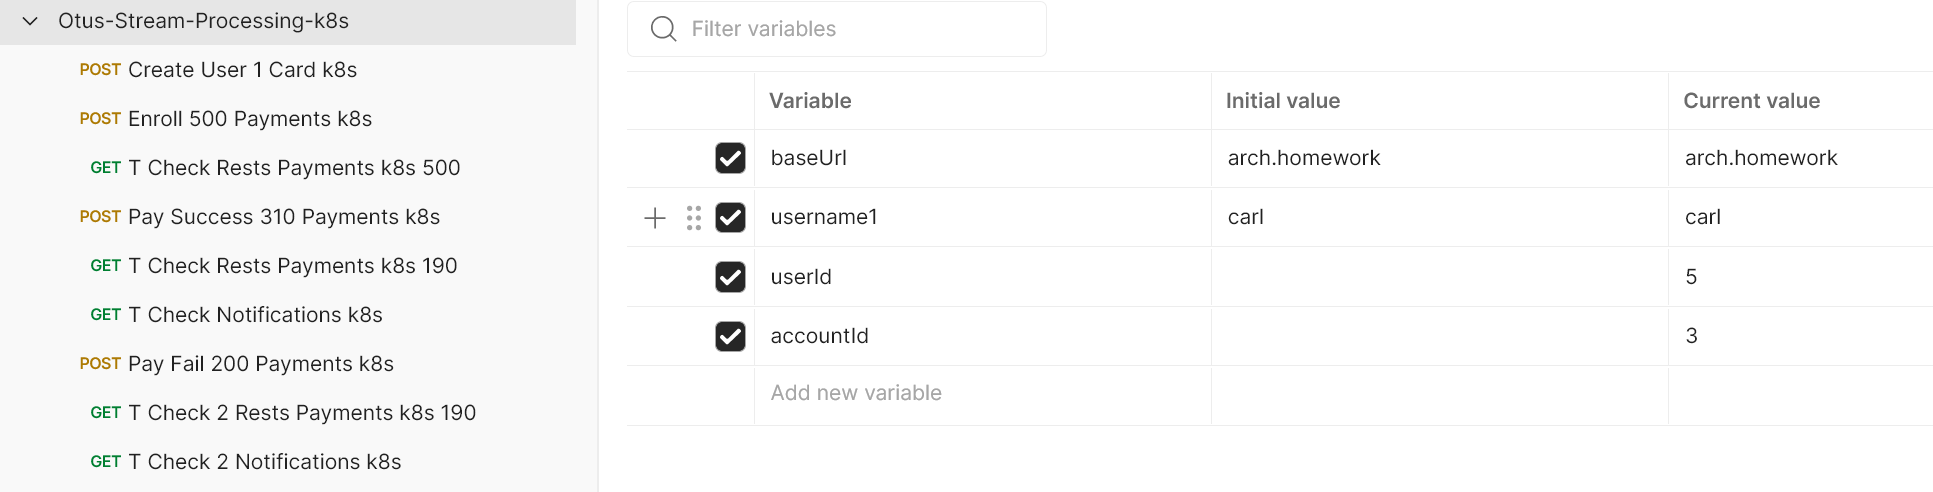 Otus-Stream-Processing-k8s
POST Create User 1 Card k8s
POST Enroll 500 Payments k8s
GET T Check Rests Payments k8s 500
POST Pay Success 310 Payments k8s
GET T Check Rests Payments k8s 190
GET T Check Notifications k8s
POST Pay Fail 200 Payments k8s
GET T Check 2 Rests Payments k8s 190
GET T Check 2 Notifications k8s
Filter variables
Variable Initial value Current value
baseUrl arch.homework arch.homework
username1 carl carl
userId 5
accountId 3
Add new variable